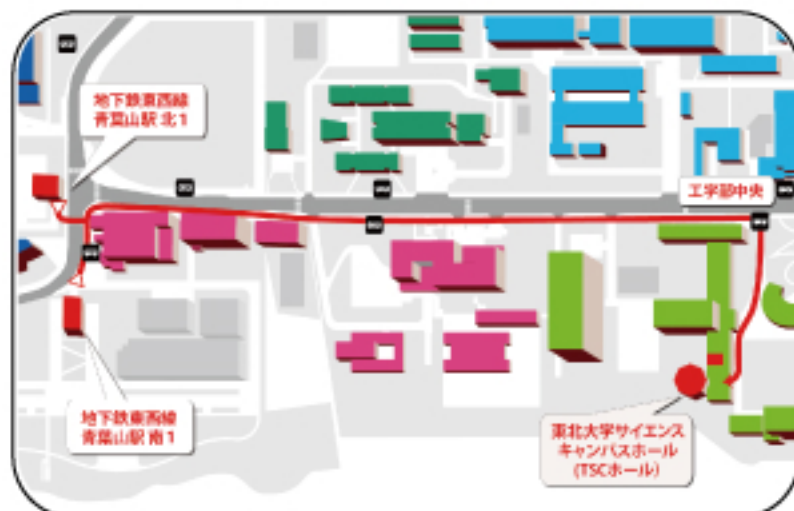 地下鉄東西線
青葉山駅 北1
工学部中央
地下鉄東西線
青葉山駅 南1
東北大学サイエンス
キャンパスホール
(TSCホール)